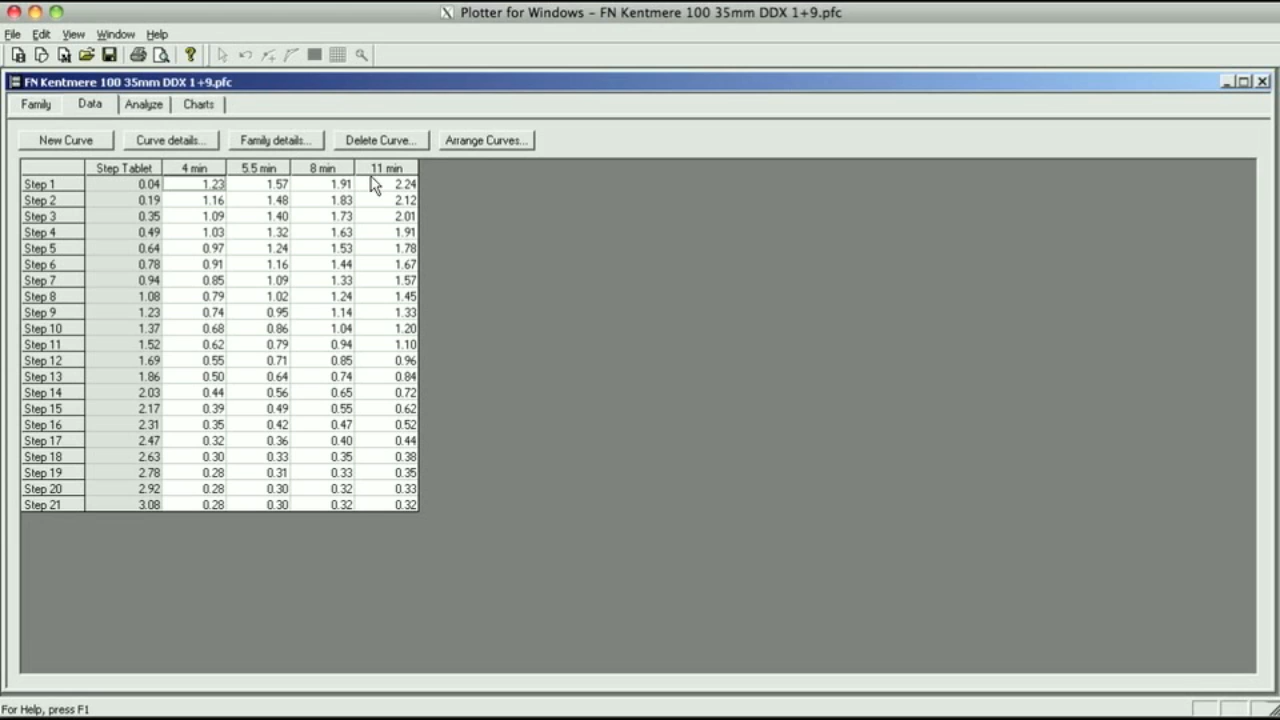 X Plotter for Windows - FN Kentmere 100 35mm DDX 1+9.pfc
File Edit View Window Help
FN Kentmere 100 35mm DDX 1+9.pfc
Family Data Analyze Charts
New Curve Curve details... Family details... Delete Curve... Arrange Curves...
Step Tablet 4 min 5.5 min 8 min 11 min
Step 1 0.04 1.23 1.57 1.91 2.24
Step 2 0.19 1.16 1.48 1.83 2.12
Step 3 0.35 1.09 1.40 1.73 2.01
Step 4 0.49 1.03 1.32 1.63 1.91
Step 5 0.64 0.97 1.24 1.53 1.78
Step 6 0.78 0.91 1.16 1.44 1.67
Step 7 0.94 0.85 1.09 1.33 1.57
Step 8 1.08 0.79 1.02 1.24 1.45
Step 9 1.23 0.74 0.95 1.14 1.33
Step 10 1.37 0.68 0.86 1.04 1.20
Step 11 1.52 0.62 0.79 0.94 1.10
Step 12 1.69 0.55 0.71 0.85 0.96
Step 13 1.86 0.50 0.64 0.74 0.84
Step 14 2.03 0.44 0.56 0.65 0.72
Step 15 2.17 0.39 0.49 0.55 0.62
Step 16 2.31 0.35 0.42 0.47 0.52
Step 17 2.47 0.32 0.36 0.40 0.44
Step 18 2.63 0.30 0.33 0.35 0.38
Step 19 2.78 0.28 0.31 0.33 0.35
Step 20 2.92 0.28 0.30 0.32 0.33
Step 21 3.08 0.28 0.30 0.32 0.32
For Help, press F1